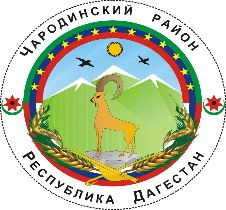 ЧАРОДИНСКИЙ РАЙОН
РЕСПУБЛИКА ДАГЕСТАН